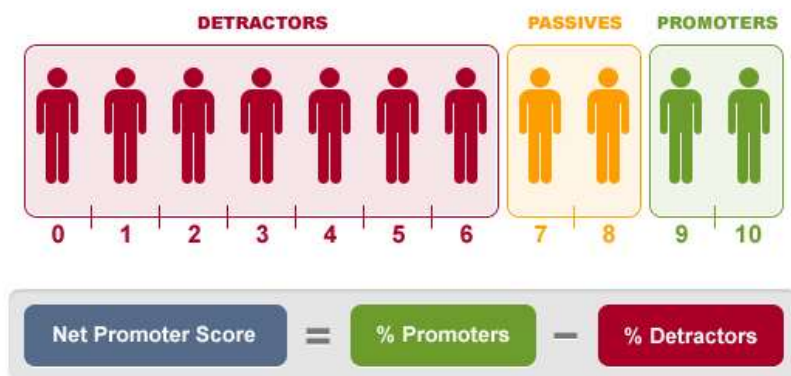 DETRACTORS PASSIVES PROMOTERS
0 1 2 3 4 5 6 7 8 9 10
Net Promoter Score = % Promoters − % Detractors